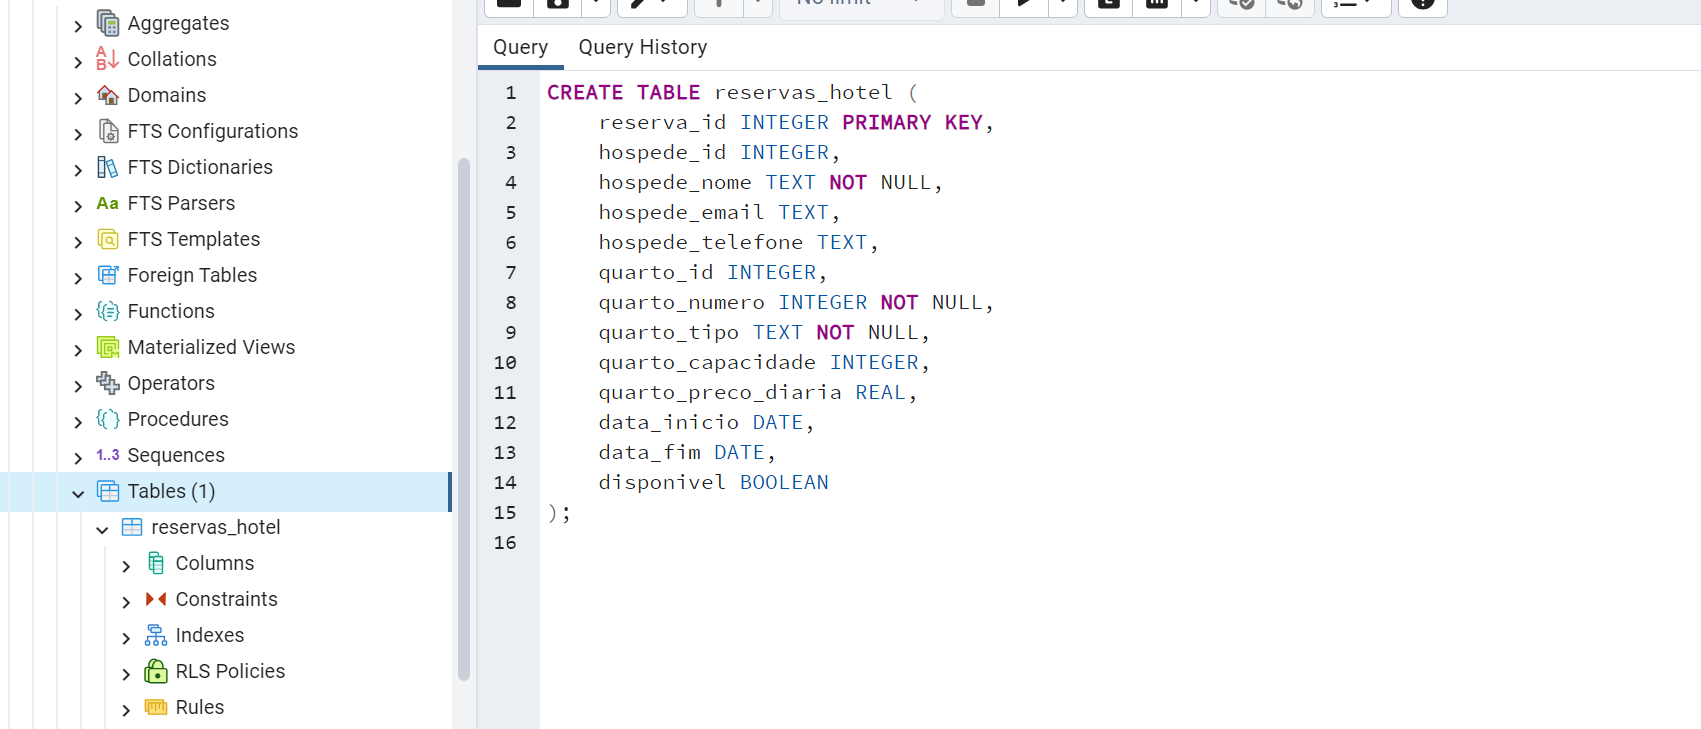 Aggregates
Collations
Domains
FTS Configurations
FTS Dictionaries
Aa FTS Parsers
FTS Templates
Foreign Tables
Functions
Materialized Views
Operators
Procedures
1..3 Sequences
Tables (1)
reservas_hotel
Columns
Constraints
Indexes
RLS Policies
Rules
No limit
Query Query History
1 CREATE TABLE reservas_hotel (
2 reserva_id INTEGER PRIMARY KEY,
3 hospede_id INTEGER,
4 hospede_nome TEXT NOT NULL,
5 hospede_email TEXT,
6 hospede_telefone TEXT,
7 quarto_id INTEGER,
8 quarto_numero INTEGER NOT NULL,
9 quarto_tipo TEXT NOT NULL,
10 quarto_capacidade INTEGER,
11 quarto_preco_diaria REAL,
12 data_inicio DATE,
13 data_fim DATE,
14 disponivel BOOLEAN
15 );
16